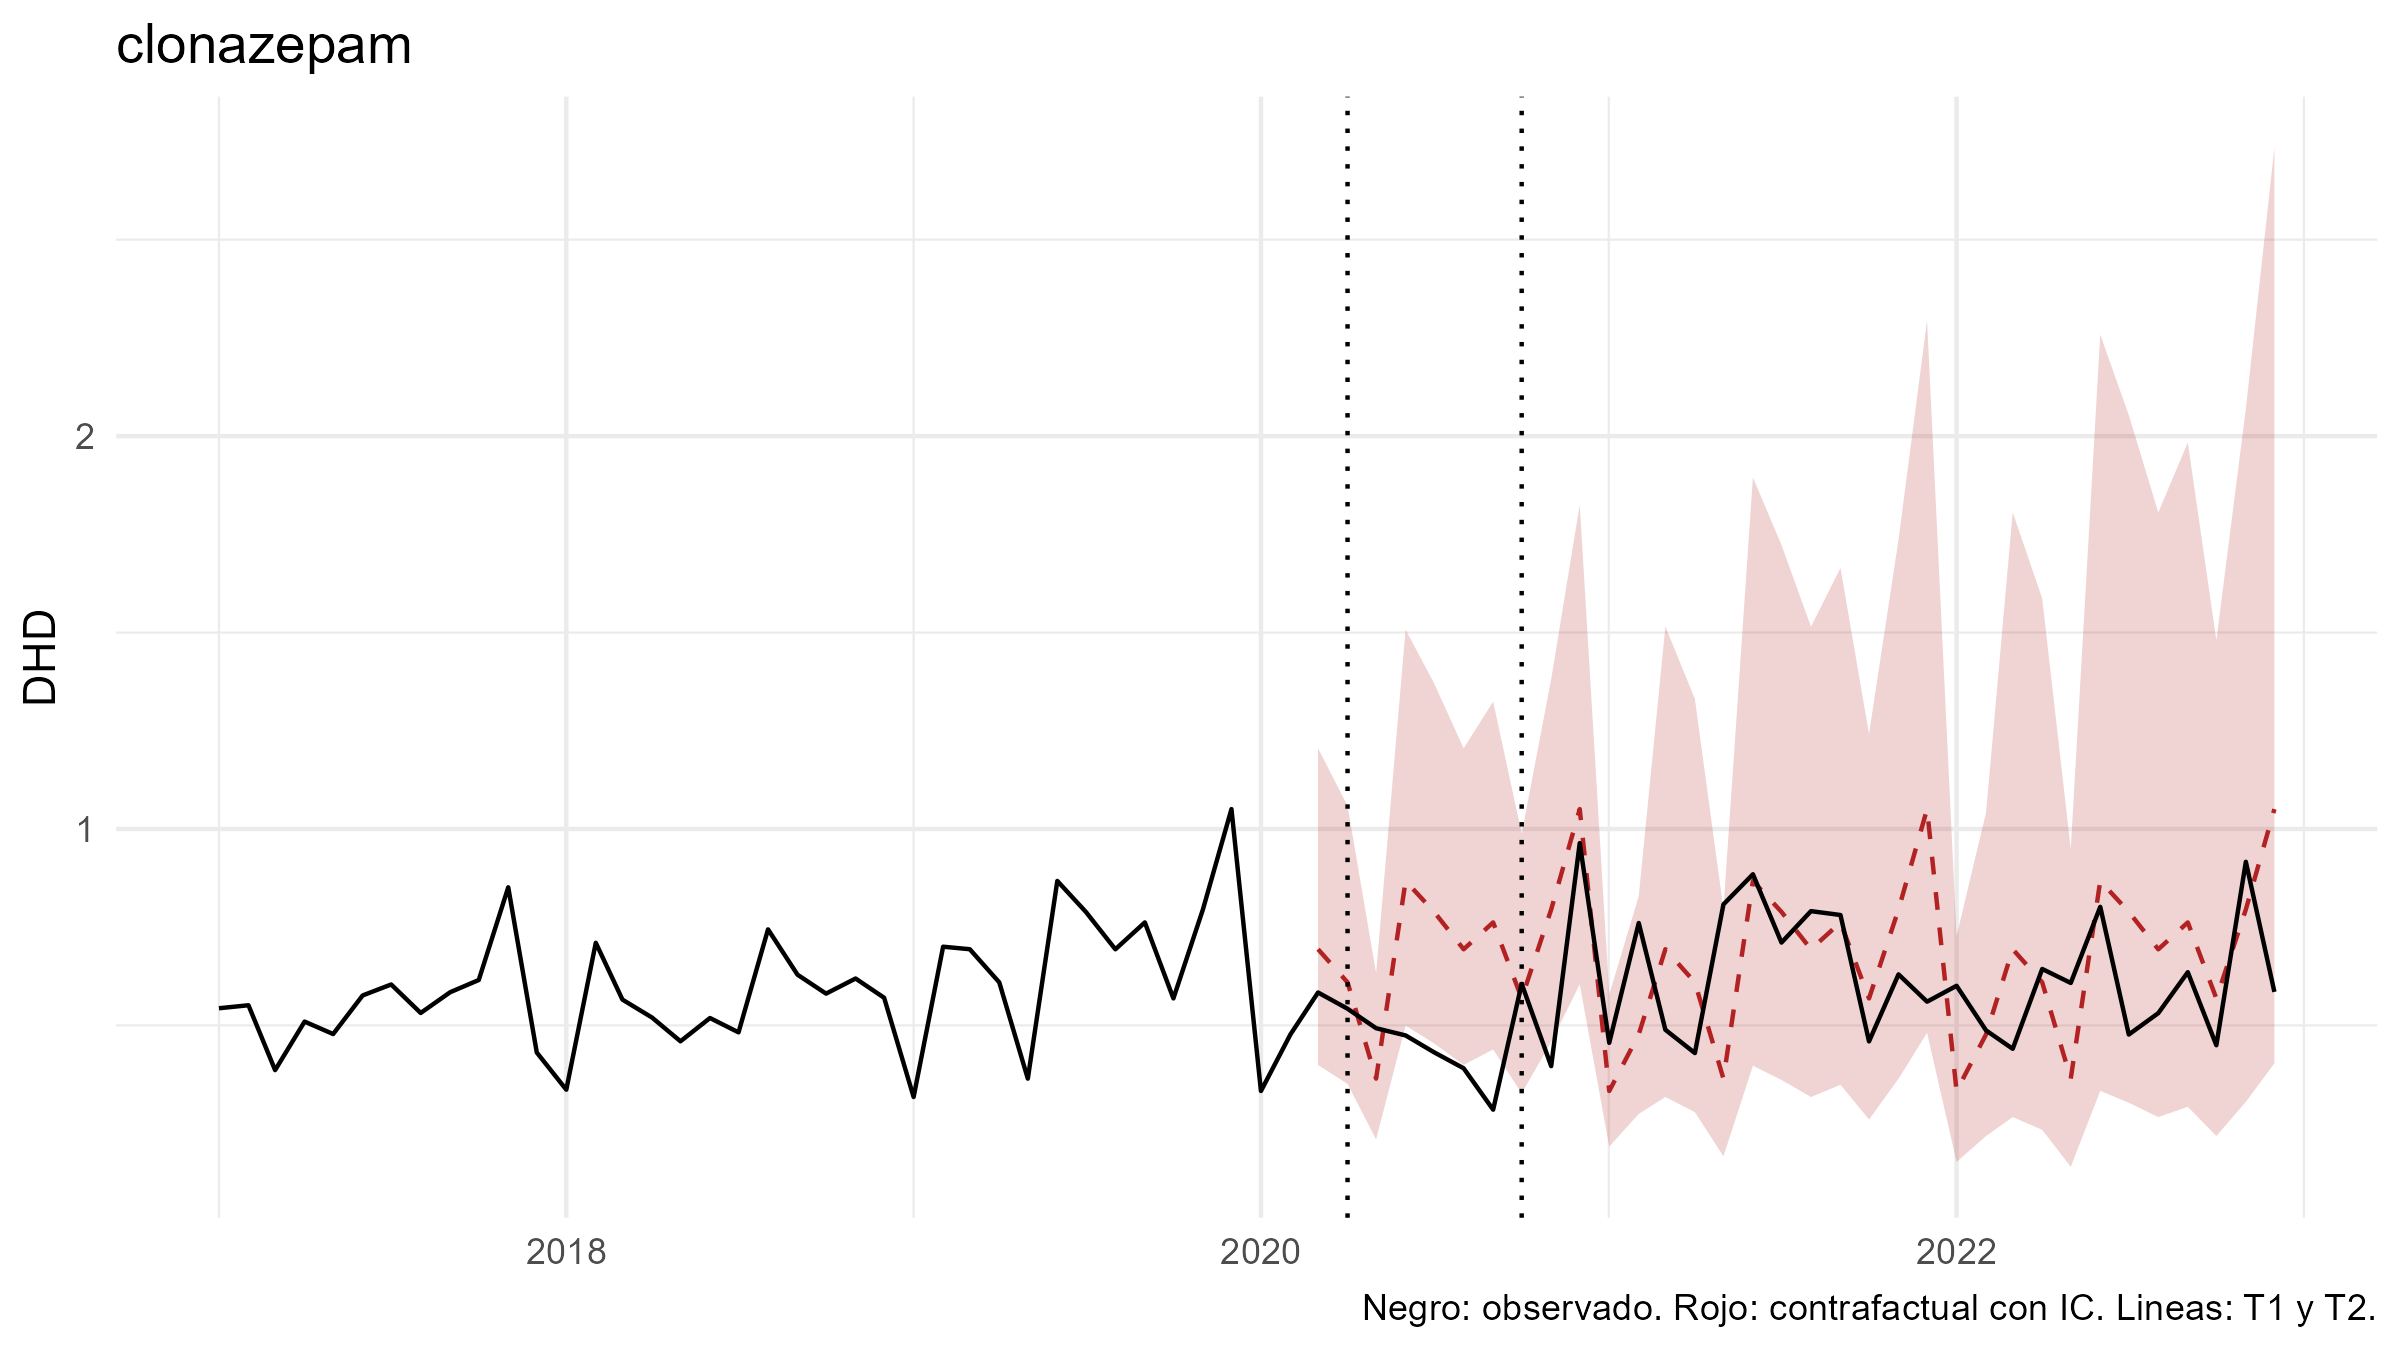 clonazepam
DHD
2
1
2018
2020
2022
Negro: observado. Rojo: contrafactual con IC. Lineas: T1 y T2.